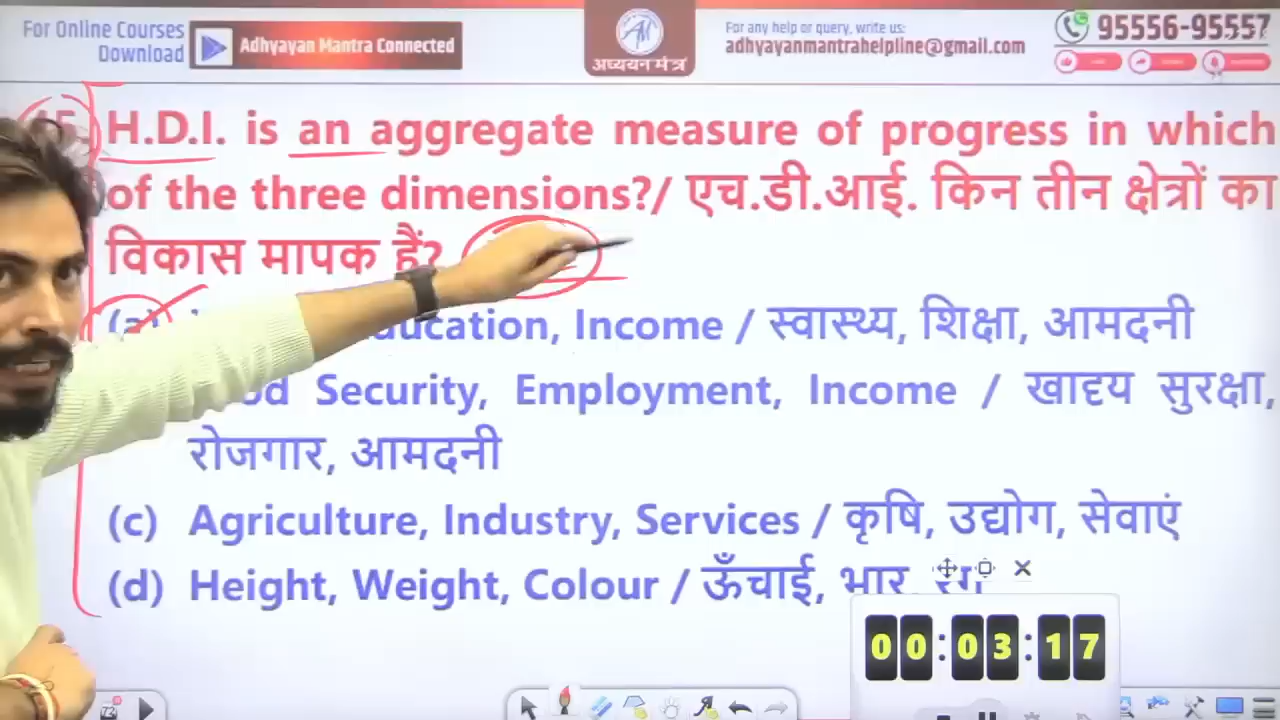 For Online Courses
Download
Adhyayan Mantra Connected
अध्ययन मंत्र
For any help or query, write us:
adhyayanmantrahelpline@gmail.com
95556-95557
H.D.I. is an aggregate measure of progress in which
of the three dimensions?/ एच.डी.आई. किन तीन क्षेत्रों का
विकास मापक हैं?
(a) Education, Income / स्वास्थ्य, शिक्षा, आमदनी
Security, Employment, Income / खाद्दय सुरक्षा,
रोजगार, आमदनी
(c) Agriculture, Industry, Services / कृषि, उद्योग, सेवाएं
(d) Height, Weight, Colour / ऊँचाई, भार, रंग
00:03:17